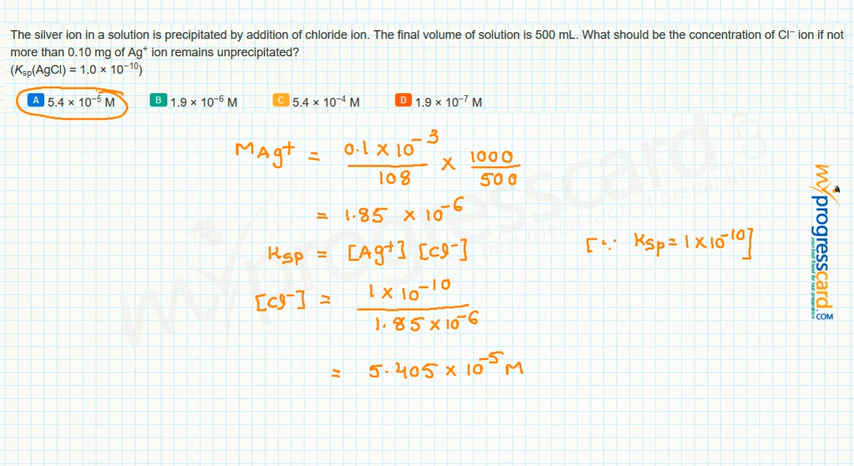 The silver ion in a solution is precipitated by addition of chloride ion. The final volume of solution is 500 mL. What should be the concentration of Cl⁻ ion if not
more than 0.10 mg of Ag⁺ ion remains unprecipitated?
(Ksp(AgCl) = 1.0 × 10⁻¹⁰)
A 5.4 × 10⁻⁵ M B 1.9 × 10⁻⁶ M C 5.4 × 10⁻⁴ M D 1.9 × 10⁻⁷ M
M Ag⁺ = 0.1 × 10⁻³ / 108 × 1000 / 500
= 1.85 × 10⁻⁶
Ksp = [Ag⁺] [Cl⁻] [∵ Ksp = 1 × 10⁻¹⁰]
[Cl⁻] = 1 × 10⁻¹⁰ / 1.85 × 10⁻⁶
= 5.405 × 10⁻⁵ M
myprogresscard
.COM